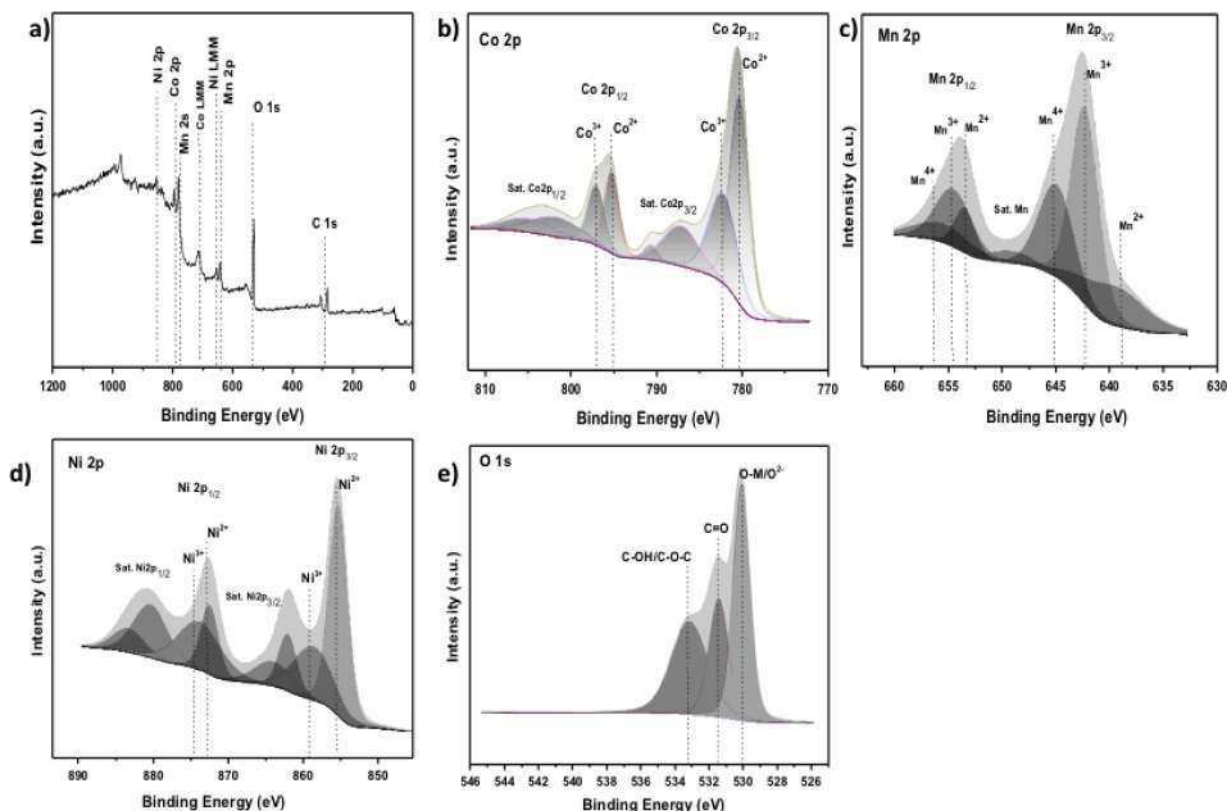 a)
Ni 2p
Co 2p
Mn 2s
Co LMM
Ni LMM
Mn 2p
O 1s
C 1s
Intensity (a.u.)
1200 1000 800 600 400 200 0
Binding Energy (eV)
b)
Co 2p
Co 2p3/2
Co2+
Co 2p1/2
Co3+
Co2+
Co3+
Sat. Co2p1/2
Sat. Co2p3/2
Intensity (a.u.)
810 800 790 780 770
Binding Energy (eV)
c)
Mn 2p
Mn 2p3/2
Mn3+
Mn 2p1/2
Mn4+
Mn3+
Mn2+
Mn4+
Sat. Mn
Mn2+
Intensity (a.u.)
660 655 650 645 640 635 630
Binding Energy (eV)
d)
Ni 2p
Ni 2p3/2
Ni2+
Ni 2p1/2
Ni2+
Ni3+
Sat. Ni2p1/2
Sat. Ni2p3/2
Ni3+
Intensity (a.u.)
890 880 870 860 850
Binding Energy (eV)
e)
O 1s
O-M/O2-
C=O
C-OH/C-O-C
Intensity (a.u.)
546 544 542 540 538 536 534 532 530 528 526
Binding Energy (eV)